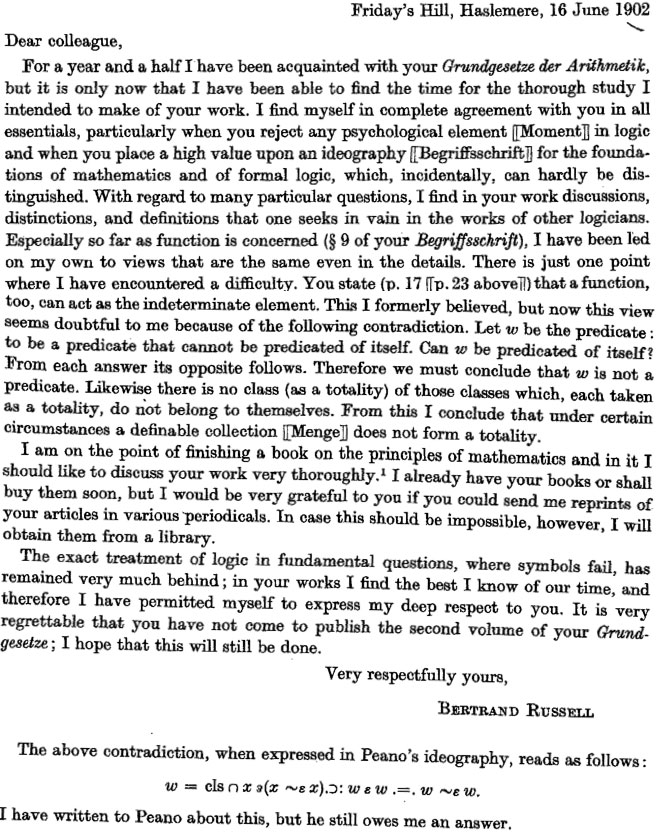 Friday's Hill, Haslemere, 16 June 1902
Dear colleague,
For a year and a half I have been acquainted with your Grundgesetze der Arithmetik,
but it is only now that I have been able to find the time for the thorough study I
intended to make of your work. I find myself in complete agreement with you in all
essentials, particularly when you reject any psychological element ⟦Moment⟧ in logic
and when you place a high value upon an ideography ⟦Begriffsschrift⟧ for the founda-
tions of mathematics and of formal logic, which, incidentally, can hardly be dis-
tinguished. With regard to many particular questions, I find in your work discussions,
distinctions, and definitions that one seeks in vain in the works of other logicians.
Especially so far as function is concerned (§ 9 of your Begriffsschrift), I have been led
on my own to views that are the same even in the details. There is just one point
where I have encountered a difficulty. You state (p. 17 ⟦p. 23 above⟧) that a function,
too, can act as the indeterminate element. This I formerly believed, but now this view
seems doubtful to me because of the following contradiction. Let w be the predicate:
to be a predicate that cannot be predicated of itself. Can w be predicated of itself?
From each answer its opposite follows. Therefore we must conclude that w is not a
predicate. Likewise there is no class (as a totality) of those classes which, each taken
as a totality, do not belong to themselves. From this I conclude that under certain
circumstances a definable collection ⟦Menge⟧ does not form a totality.
I am on the point of finishing a book on the principles of mathematics and in it I
should like to discuss your work very thoroughly.¹ I already have your books or shall
buy them soon, but I would be very grateful to you if you could send me reprints of
your articles in various periodicals. In case this should be impossible, however, I will
obtain them from a library.
The exact treatment of logic in fundamental questions, where symbols fail, has
remained very much behind; in your works I find the best I know of our time, and
therefore I have permitted myself to express my deep respect to you. It is very
regrettable that you have not come to publish the second volume of your Grund-
gesetze; I hope that this will still be done.
Very respectfully yours,
BERTRAND RUSSELL
The above contradiction, when expressed in Peano's ideography, reads as follows:
w = cls ∩ x ϶(x ~ε x).⊃: w ε w .=. w ~ε w.
I have written to Peano about this, but he still owes me an answer.